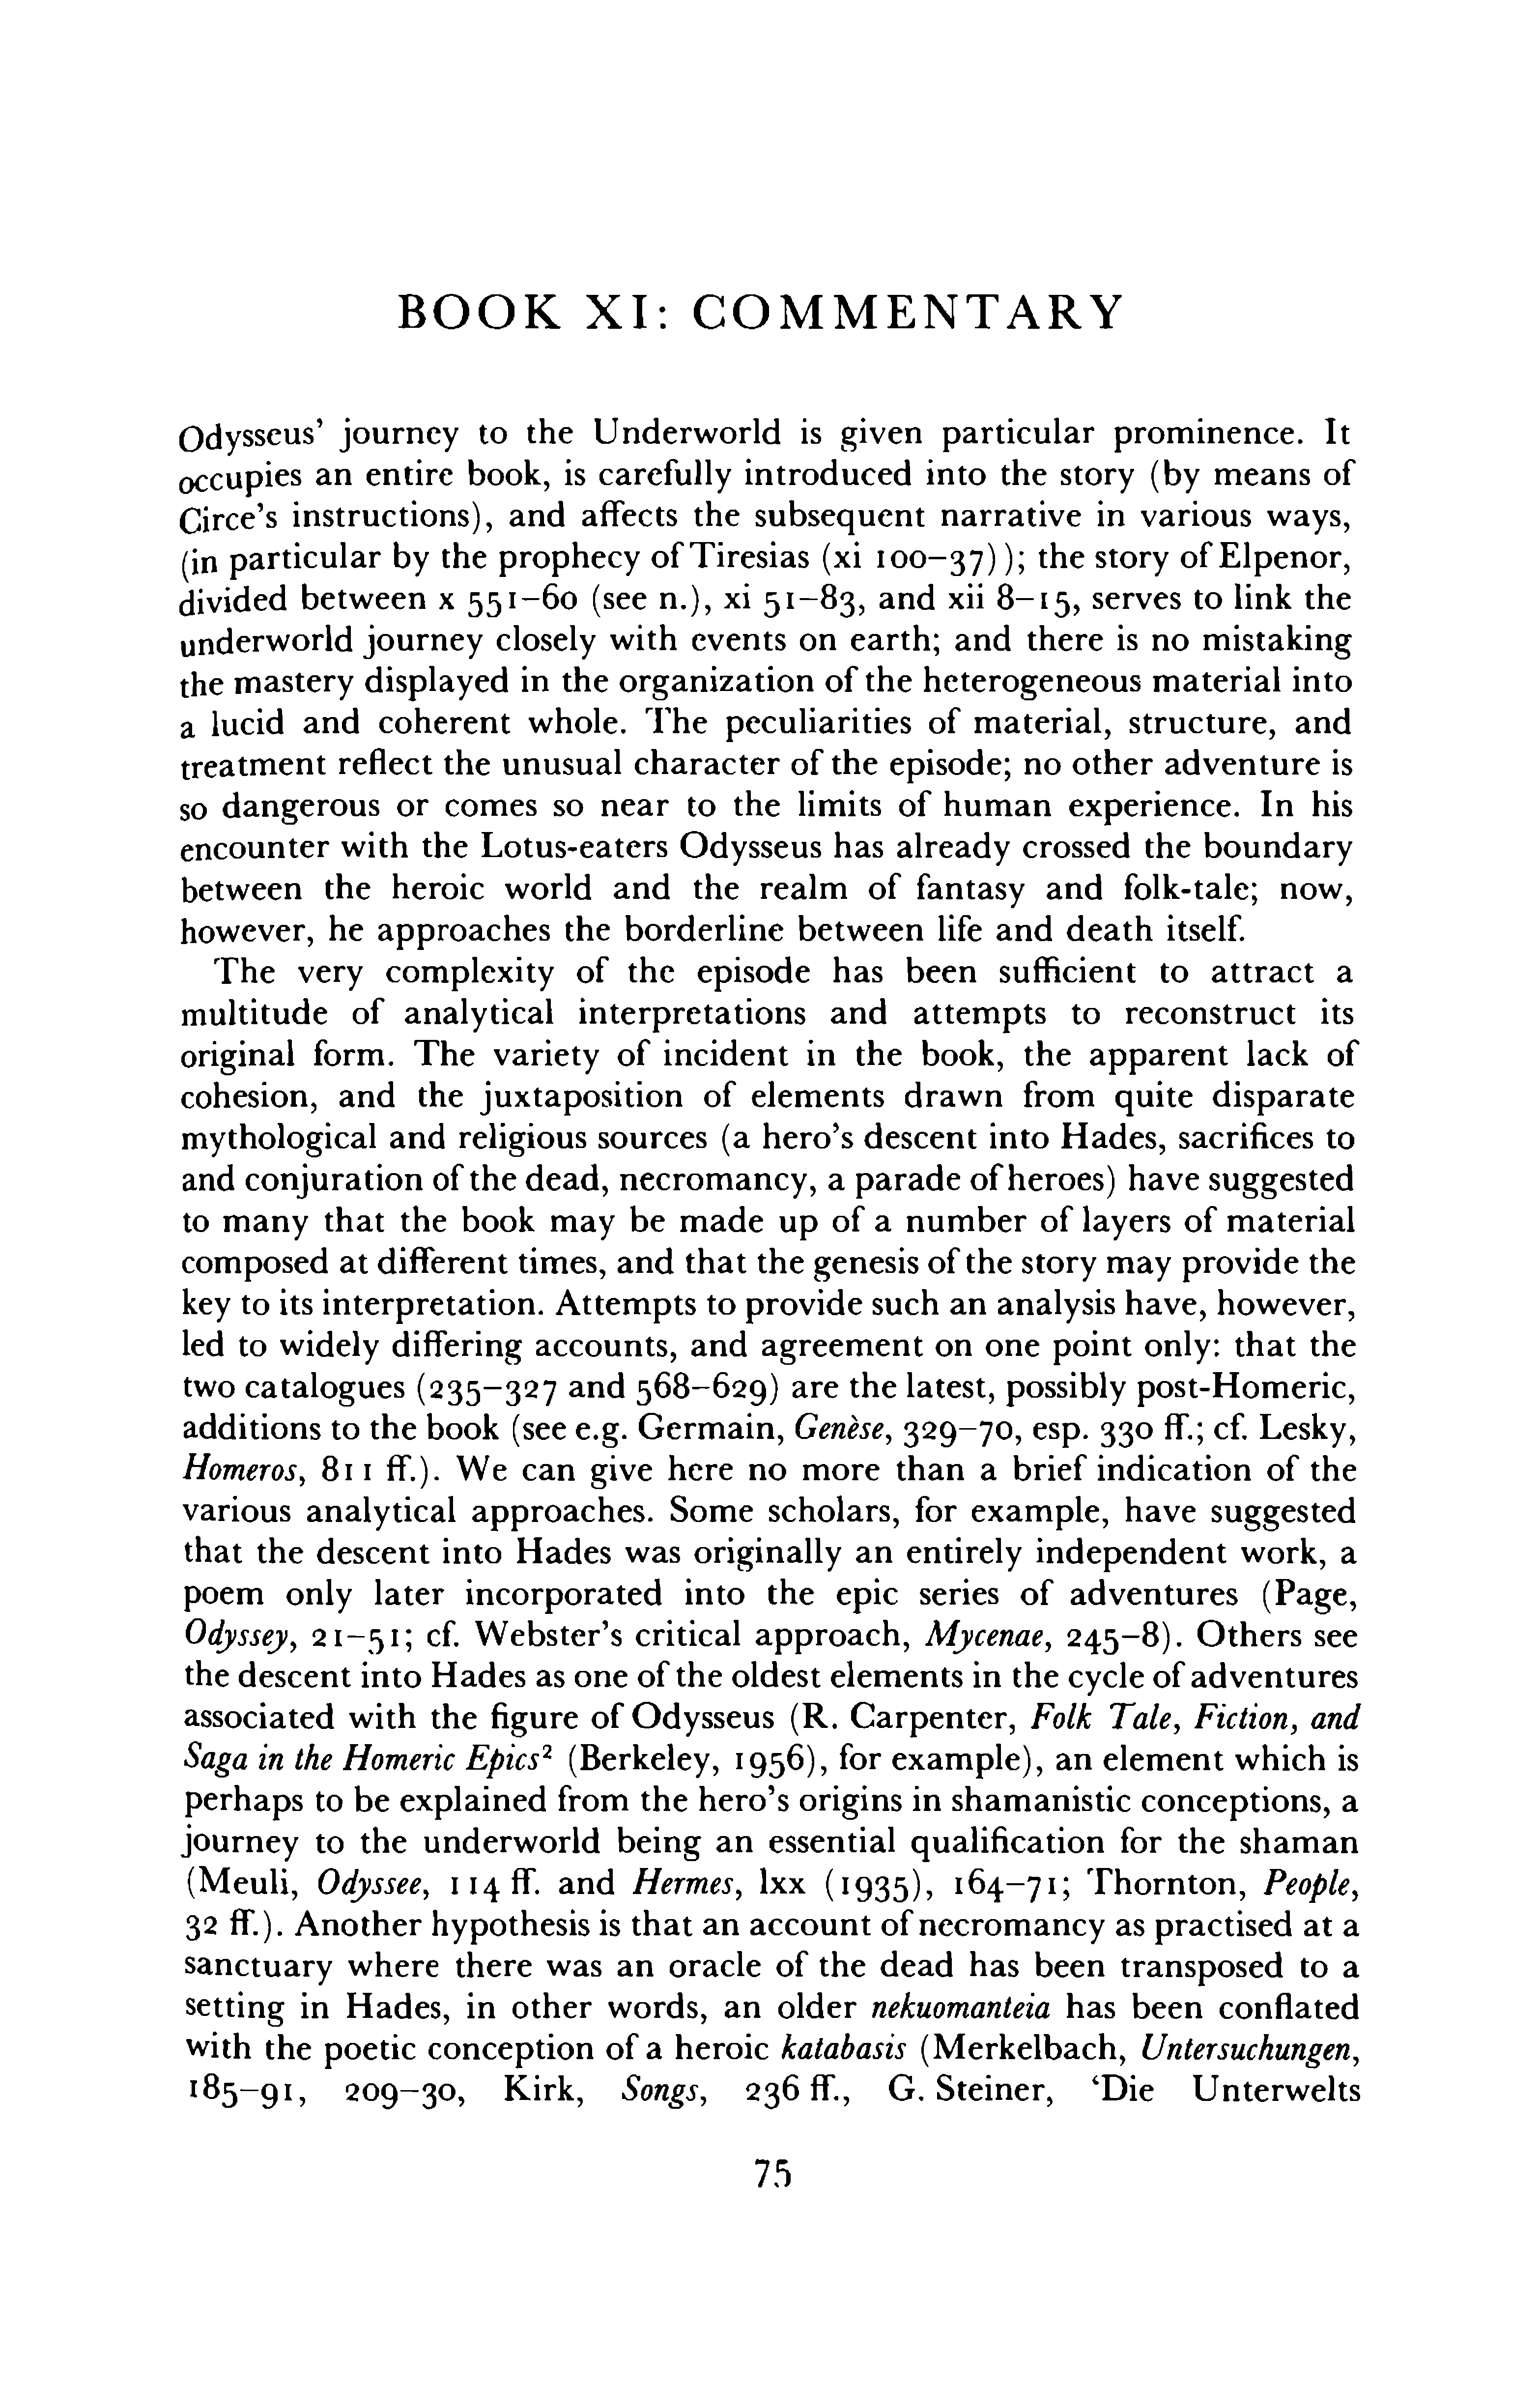 BOOK XI: COMMENTARY
Odysseus' journey to the Underworld is given particular prominence. It
occupies an entire book, is carefully introduced into the story (by means of
Circe's instructions), and affects the subsequent narrative in various ways,
(in particular by the prophecy of Tiresias (xi 100–37)); the story of Elpenor,
divided between x 551–60 (see n.), xi 51–83, and xii 8–15, serves to link the
underworld journey closely with events on earth; and there is no mistaking
the mastery displayed in the organization of the heterogeneous material into
a lucid and coherent whole. The peculiarities of material, structure, and
treatment reflect the unusual character of the episode; no other adventure is
so dangerous or comes so near to the limits of human experience. In his
encounter with the Lotus-eaters Odysseus has already crossed the boundary
between the heroic world and the realm of fantasy and folk-tale; now,
however, he approaches the borderline between life and death itself.
The very complexity of the episode has been sufficient to attract a
multitude of analytical interpretations and attempts to reconstruct its
original form. The variety of incident in the book, the apparent lack of
cohesion, and the juxtaposition of elements drawn from quite disparate
mythological and religious sources (a hero's descent into Hades, sacrifices to
and conjuration of the dead, necromancy, a parade of heroes) have suggested
to many that the book may be made up of a number of layers of material
composed at different times, and that the genesis of the story may provide the
key to its interpretation. Attempts to provide such an analysis have, however,
led to widely differing accounts, and agreement on one point only: that the
two catalogues (235–327 and 568–629) are the latest, possibly post-Homeric,
additions to the book (see e.g. Germain, Genèse, 329–70, esp. 330 ff.; cf. Lesky,
Homeros, 811 ff.). We can give here no more than a brief indication of the
various analytical approaches. Some scholars, for example, have suggested
that the descent into Hades was originally an entirely independent work, a
poem only later incorporated into the epic series of adventures (Page,
Odyssey, 21–51; cf. Webster's critical approach, Mycenae, 245–8). Others see
the descent into Hades as one of the oldest elements in the cycle of adventures
associated with the figure of Odysseus (R. Carpenter, Folk Tale, Fiction, and
Saga in the Homeric Epics² (Berkeley, 1956), for example), an element which is
perhaps to be explained from the hero's origins in shamanistic conceptions, a
journey to the underworld being an essential qualification for the shaman
(Meuli, Odyssee, 114 ff. and Hermes, lxx (1935), 164–71; Thornton, People,
32 ff.). Another hypothesis is that an account of necromancy as practised at a
sanctuary where there was an oracle of the dead has been transposed to a
setting in Hades, in other words, an older nekuomanteia has been conflated
with the poetic conception of a heroic katabasis (Merkelbach, Untersuchungen,
185–91, 209–30, Kirk, Songs, 236 ff., G. Steiner, 'Die Unterwelts
75